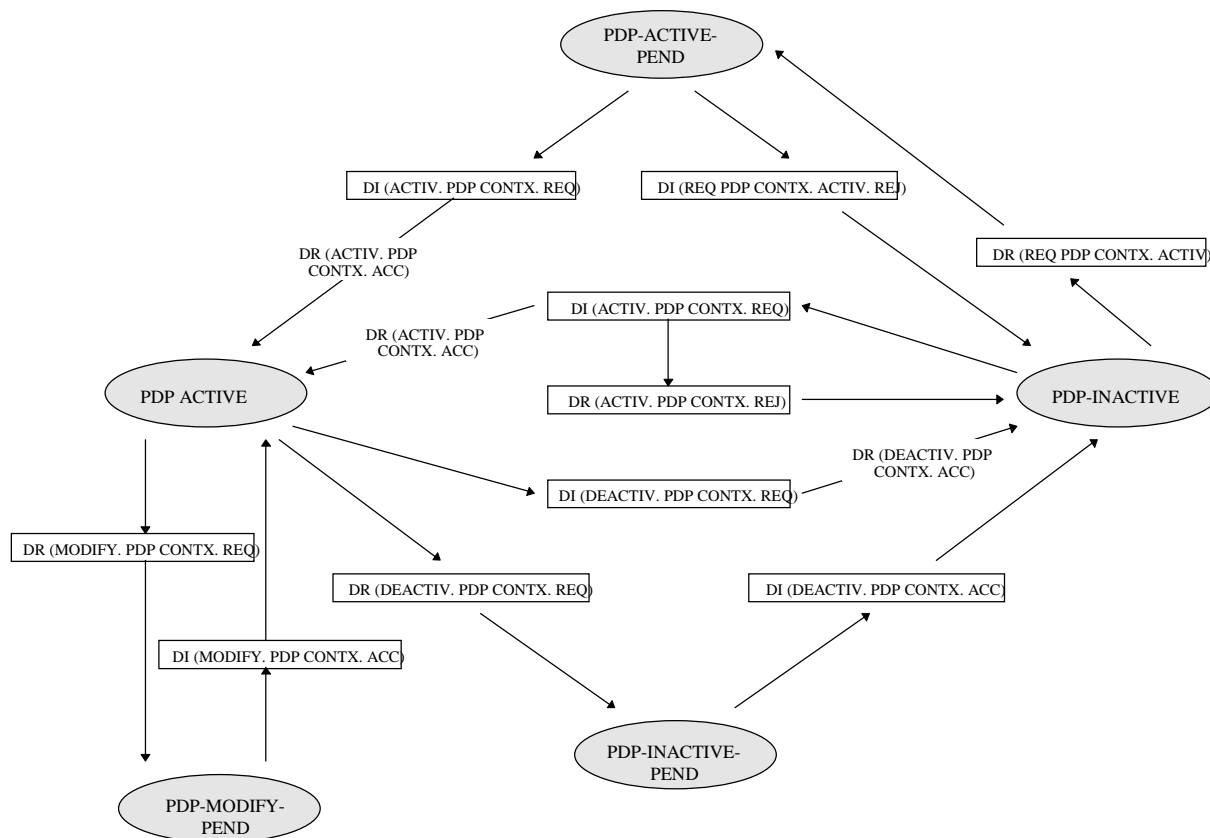 PDP-ACTIVE-
PEND
DI (ACTIV. PDP CONTX. REQ)
DI (REQ PDP CONTX. ACTIV. REJ)
DR (ACTIV. PDP
CONTX. ACC)
DR (REQ PDP CONTX. ACTIV)
DI (ACTIV. PDP CONTX. REQ)
DR (ACTIV. PDP
CONTX. ACC)
PDP ACTIVE
DR (ACTIV. PDP CONTX. REJ)
PDP-INACTIVE
DR (DEACTIV. PDP
CONTX. ACC)
DI (DEACTIV. PDP CONTX. REQ)
DR (MODIFY. PDP CONTX. REQ)
DR (DEACTIV. PDP CONTX. REQ)
DI (DEACTIV. PDP CONTX. ACC)
DI (MODIFY. PDP CONTX. ACC)
PDP-INACTIVE-
PEND
PDP-MODIFY-
PEND